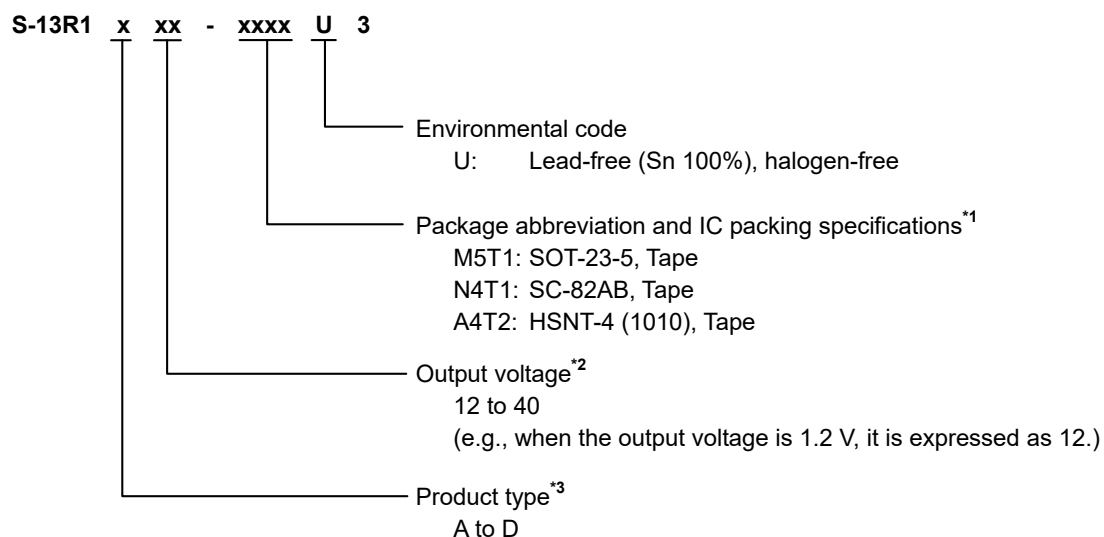 S-13R1 x xx - xxxx U 3
Environmental code
U: Lead-free (Sn 100%), halogen-free
Package abbreviation and IC packing specifications*1
M5T1: SOT-23-5, Tape
N4T1: SC-82AB, Tape
A4T2: HSNT-4 (1010), Tape
Output voltage*2
12 to 40
(e.g., when the output voltage is 1.2 V, it is expressed as 12.)
Product type*3
A to D